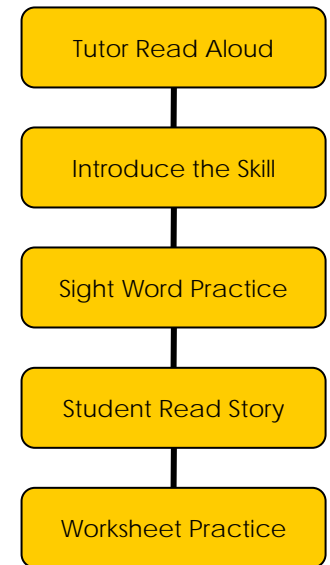 Tutor Read Aloud
Introduce the Skill
Sight Word Practice
Student Read Story
Worksheet Practice